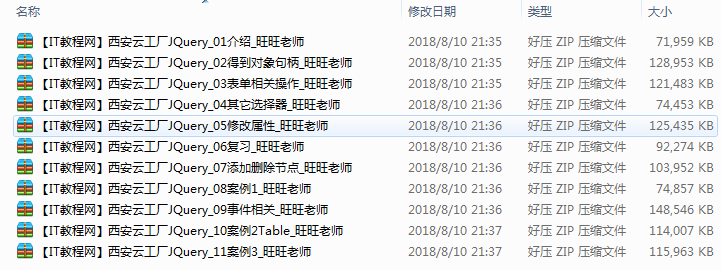 名称 修改日期 类型 大小
【IT教程网】西安云工厂JQuery_01介绍_旺旺老师 2018/8/10 21:35 好压 ZIP 压缩文件 71,959 KB
【IT教程网】西安云工厂JQuery_02得到对象句柄_旺旺老师 2018/8/10 21:35 好压 ZIP 压缩文件 128,953 KB
【IT教程网】西安云工厂JQuery_03表单相关操作_旺旺老师 2018/8/10 21:35 好压 ZIP 压缩文件 121,483 KB
【IT教程网】西安云工厂JQuery_04其它选择器_旺旺老师 2018/8/10 21:36 好压 ZIP 压缩文件 74,453 KB
【IT教程网】西安云工厂JQuery_05修改属性_旺旺老师 2018/8/10 21:36 好压 ZIP 压缩文件 125,435 KB
【IT教程网】西安云工厂JQuery_06复习_旺旺老师 2018/8/10 21:36 好压 ZIP 压缩文件 92,274 KB
【IT教程网】西安云工厂JQuery_07添加删除节点_旺旺老师 2018/8/10 21:36 好压 ZIP 压缩文件 103,952 KB
【IT教程网】西安云工厂JQuery_08案例1_旺旺老师 2018/8/10 21:36 好压 ZIP 压缩文件 74,857 KB
【IT教程网】西安云工厂JQuery_09事件相关_旺旺老师 2018/8/10 21:36 好压 ZIP 压缩文件 148,546 KB
【IT教程网】西安云工厂JQuery_10案例2Table_旺旺老师 2018/8/10 21:37 好压 ZIP 压缩文件 114,007 KB
【IT教程网】西安云工厂JQuery_11案例3_旺旺老师 2018/8/10 21:37 好压 ZIP 压缩文件 115,963 KB